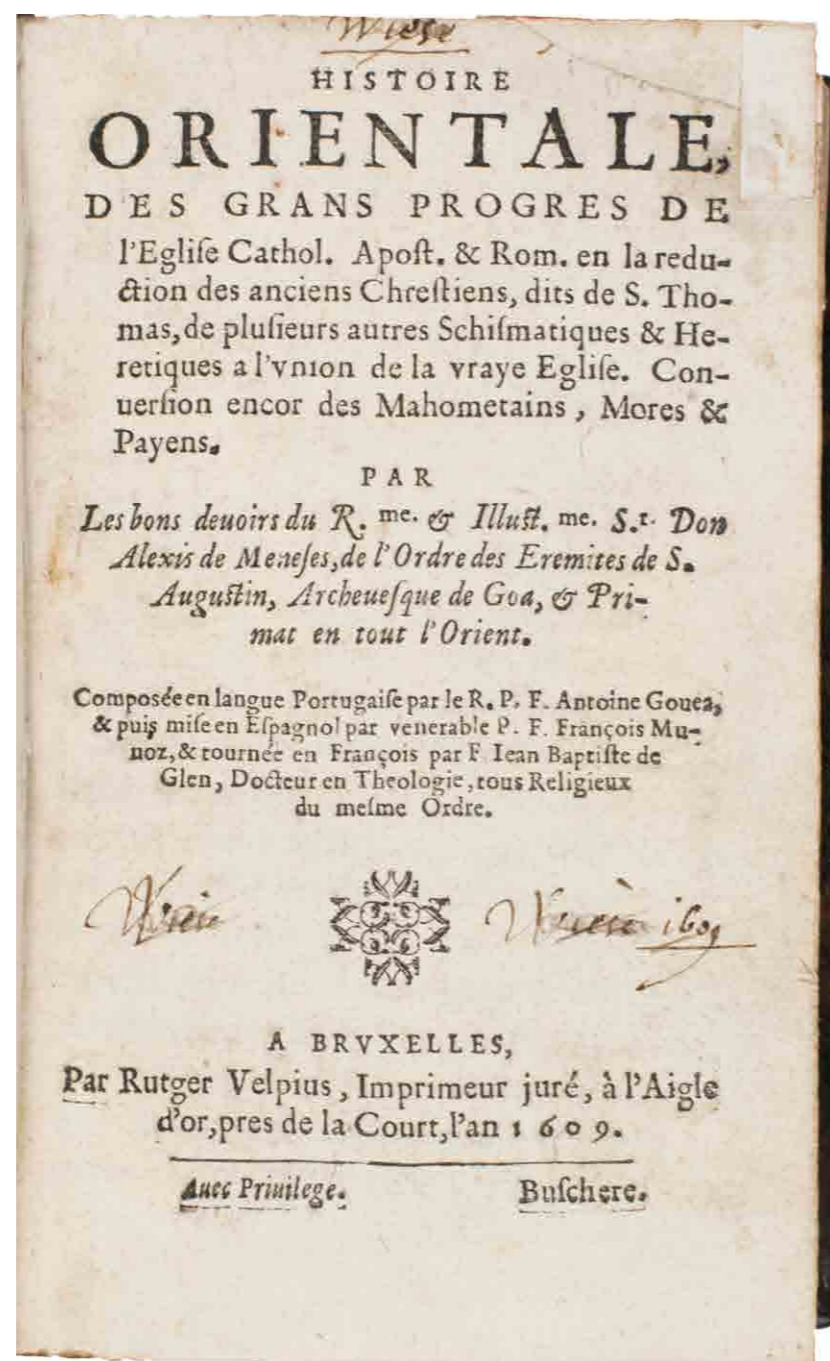 HISTOIRE
ORIENTALE,
DES GRANS PROGRES DE
l'Egliſe Cathol. Apoſt. & Rom. en la redu-
ction des anciens Chreſtiens, dits de S. Tho-
mas, de pluſieurs autres Schiſmatiques & He-
retiques a l'vnion de la vraye Egliſe. Con-
uerſion encor des Mahometains, Mores &
Payens.
PAR
Les bons deuoirs du R.me. & Illuſt.me. S.r. Don
Alexis de Meneſes, de l'Ordre des Eremites de S.
Auguſtin, Archeueſque de Goa, & Pri-
mat en tout l'Orient.
Compoſée en langue Portugaiſe par le R. P. F. Antoine Gouea,
& puis miſe en Eſpagnol par venerable P. F. François Mu-
noz, & tournée en François par F. Iean Baptiſte de
Glen, Docteur en Theologie, tous Religieux
du meſme Ordre.
1609
A BRVXELLES,
Par Rutger Velpius, Imprimeur juré, à l'Aigle
d'or, pres de la Court, l'an 1609.
Auec Priuilege. Buſchere.